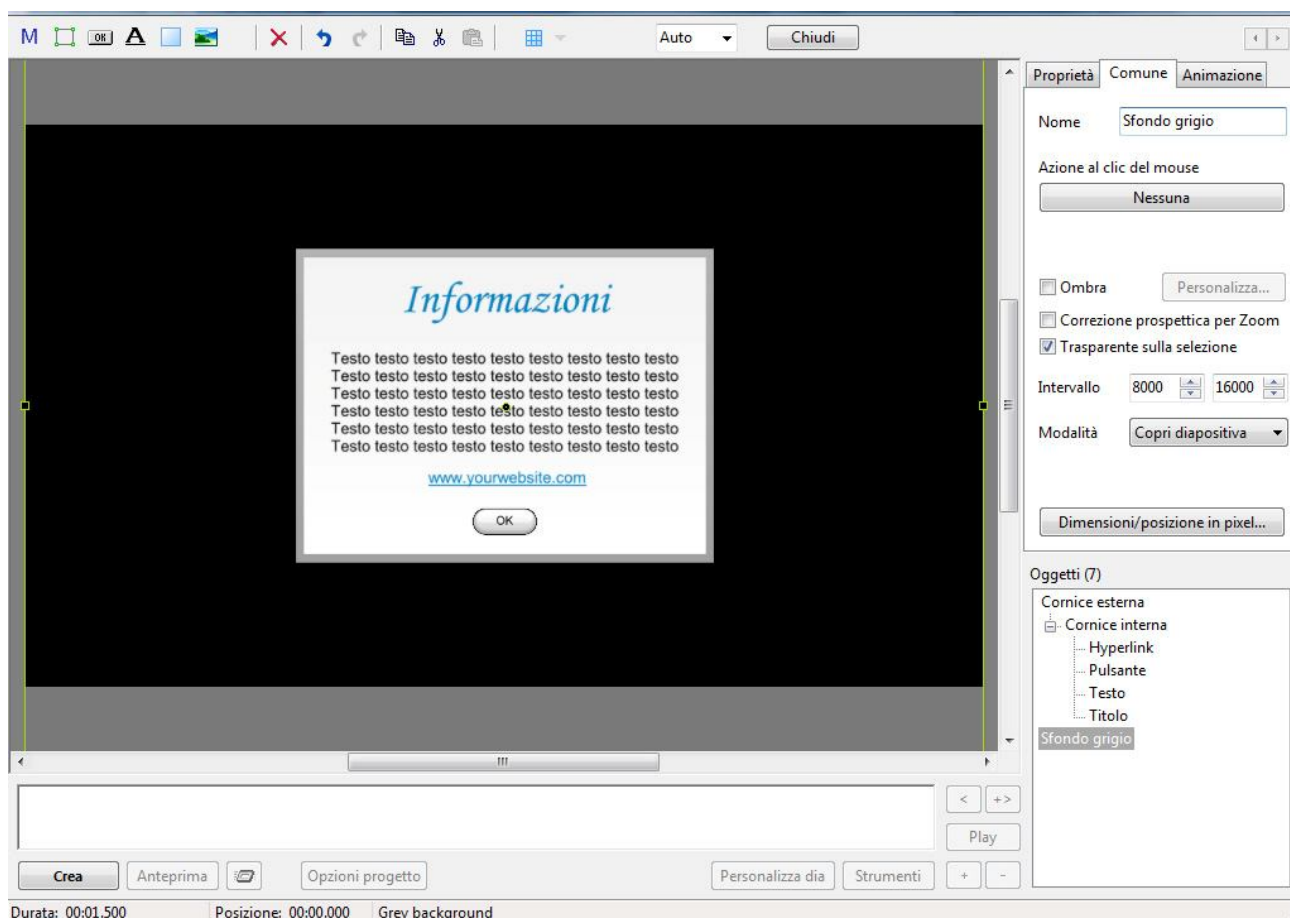 M OK A Auto Chiudi
Proprietà Comune Animazione
Nome Sfondo grigio
Azione al clic del mouse
Nessuna
Ombra Personalizza...
Correzione prospettica per Zoom
Trasparente sulla selezione
Intervallo 8000 16000
Modalità Copri diapositiva
Dimensioni/posizione in pixel...
Informazioni
Testo testo testo testo testo testo testo testo testo
Testo testo testo testo testo testo testo testo testo
Testo testo testo testo testo testo testo testo testo
Testo testo testo testo testo testo testo testo testo
Testo testo testo testo testo testo testo testo testo
Testo testo testo testo testo testo testo testo testo
www.yourwebsite.com
OK
Oggetti (7)
Cornice esterna
Cornice interna
Hyperlink
Pulsante
Testo
Titolo
Sfondo grigio
< +>
Play
Crea Anteprima Opzioni progetto Personalizza dia Strumenti + -
Durata: 00:01.500 Posizione: 00:00.000 Grey background